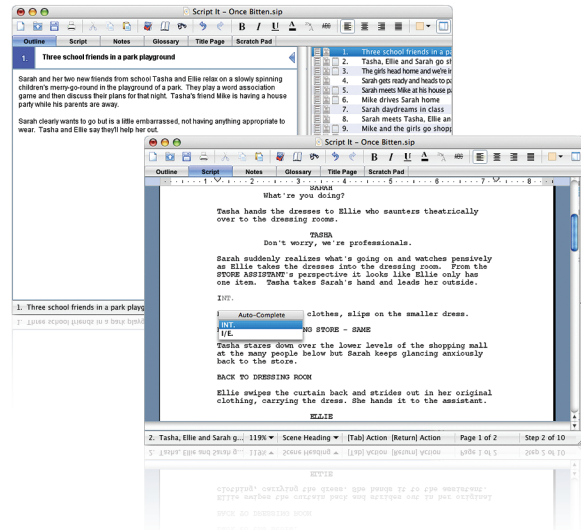 Script It – Once Bitten.sip
B I U A ABC
Outline Script Notes Glossary Title Page Scratch Pad
1. Three school friends in a park playground
Sarah and her two new friends from school Tasha and Ellie relax on a slowly spinning
children's merry-go-round in the playground of a park. They play a word association
game and then discuss their plans for that night. Tasha's friend Mike is having a house
party while his parents are away.
Sarah clearly wants to go but is a little embarrassed, not having anything appropriate to
wear. Tasha and Ellie say they'll help her out.
1. Three school friends in a pa
2. Tasha, Ellie and Sarah go sh
3. The girls head home and we're in
4. Sarah gets ready and heads to pa
5. Sarah meets Mike at his house pa
6. Mike drives Sarah home
7. Sarah daydreams in class
8. Sarah meets Tasha, Ellie an
9. Mike and the girls go shopp
1. Three school friends in a park playg
Script It – Once Bitten.sip
B I U A ABC
Outline Script Notes Glossary Title Page Scratch Pad
1 2 3 4 5 6 7 8
SARAH
What're you doing?
Tasha hands the dresses to Ellie who saunters theatrically
over to the dressing rooms.
TASHA
Don't worry, we're professionals.
Sarah suddenly realizes what's going on and watches pensively
as Ellie takes the dresses into the dressing room. From the
STORE ASSISTANT's perspective it looks like Ellie only has
one item. Tasha takes Sarah's hand and leads her outside.
INT.
clothes, slips on the smaller dress.
Auto-Complete
INT.
I/E.
NG STORE - SAME
Tasha stares down over the lower levels of the shopping mall
at the many people below but Sarah keeps glancing anxiously
back to the store.
BACK TO DRESSING ROOM
Ellie swipes the curtain back and strides out in her original
clothing, carrying the dress. She hands it to the assistant.
ELLIE
2. Tasha, Ellie and Sarah g... 119% Scene Heading [Tab] Action [Return] Action Page 1 of 2 Step 2 of 10